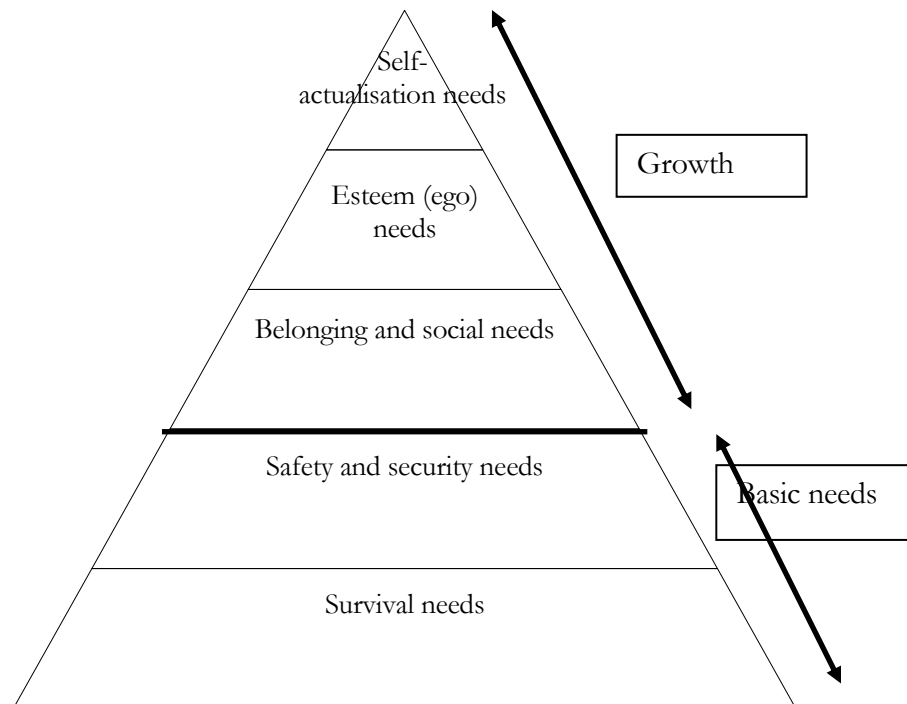 Self-
actualisation needs
Growth
Esteem (ego)
needs
Belonging and social needs
Safety and security needs
Basic needs
Survival needs